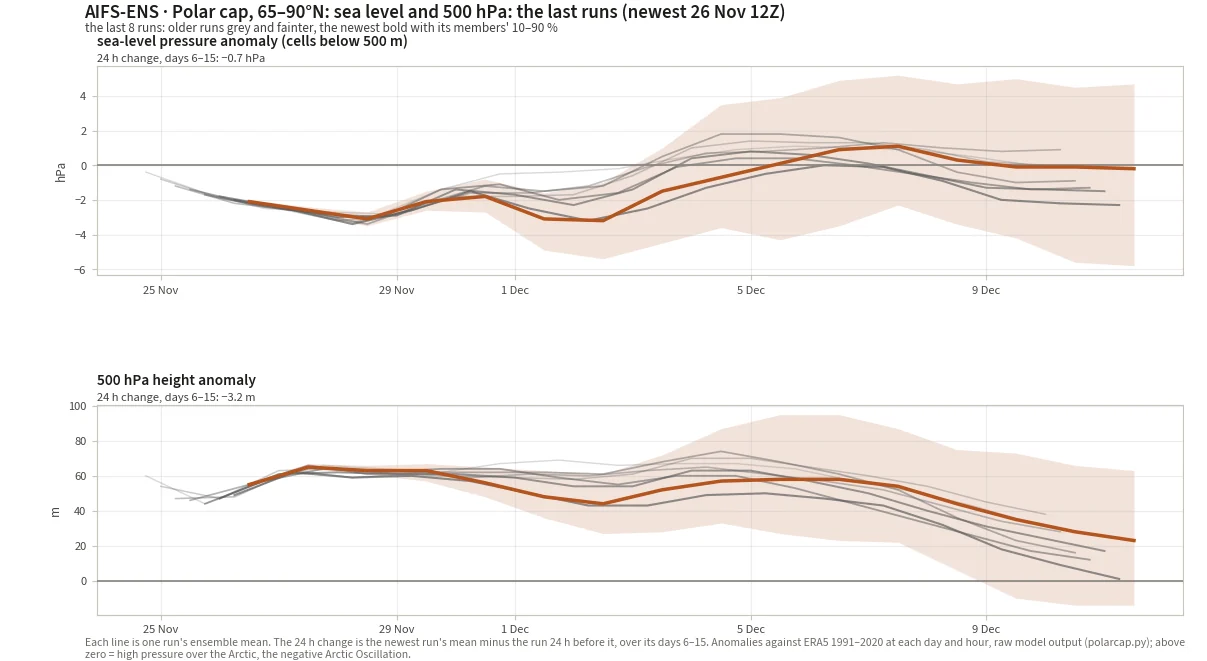 AIFS-ENS · Polar cap, 65–90°N: sea level and 500 hPa: the last runs (newest 26 Nov 12Z)
the last 8 runs: older runs grey and fainter, the newest bold with its members' 10–90 %
sea-level pressure anomaly (cells below 500 m)
24 h change, days 6–15: −0.7 hPa
4
2
0
−2
−4
−6
hPa
25 Nov
29 Nov
1 Dec
5 Dec
9 Dec
500 hPa height anomaly
24 h change, days 6–15: −3.2 m
100
80
60
40
20
0
m
25 Nov
29 Nov
1 Dec
5 Dec
9 Dec
Each line is one run's ensemble mean. The 24 h change is the newest run's mean minus the run 24 h before it, over its days 6–15. Anomalies against ERA5 1991–2020 at each day and hour, raw model output (polarcap.py); above
zero = high pressure over the Arctic, the negative Arctic Oscillation.